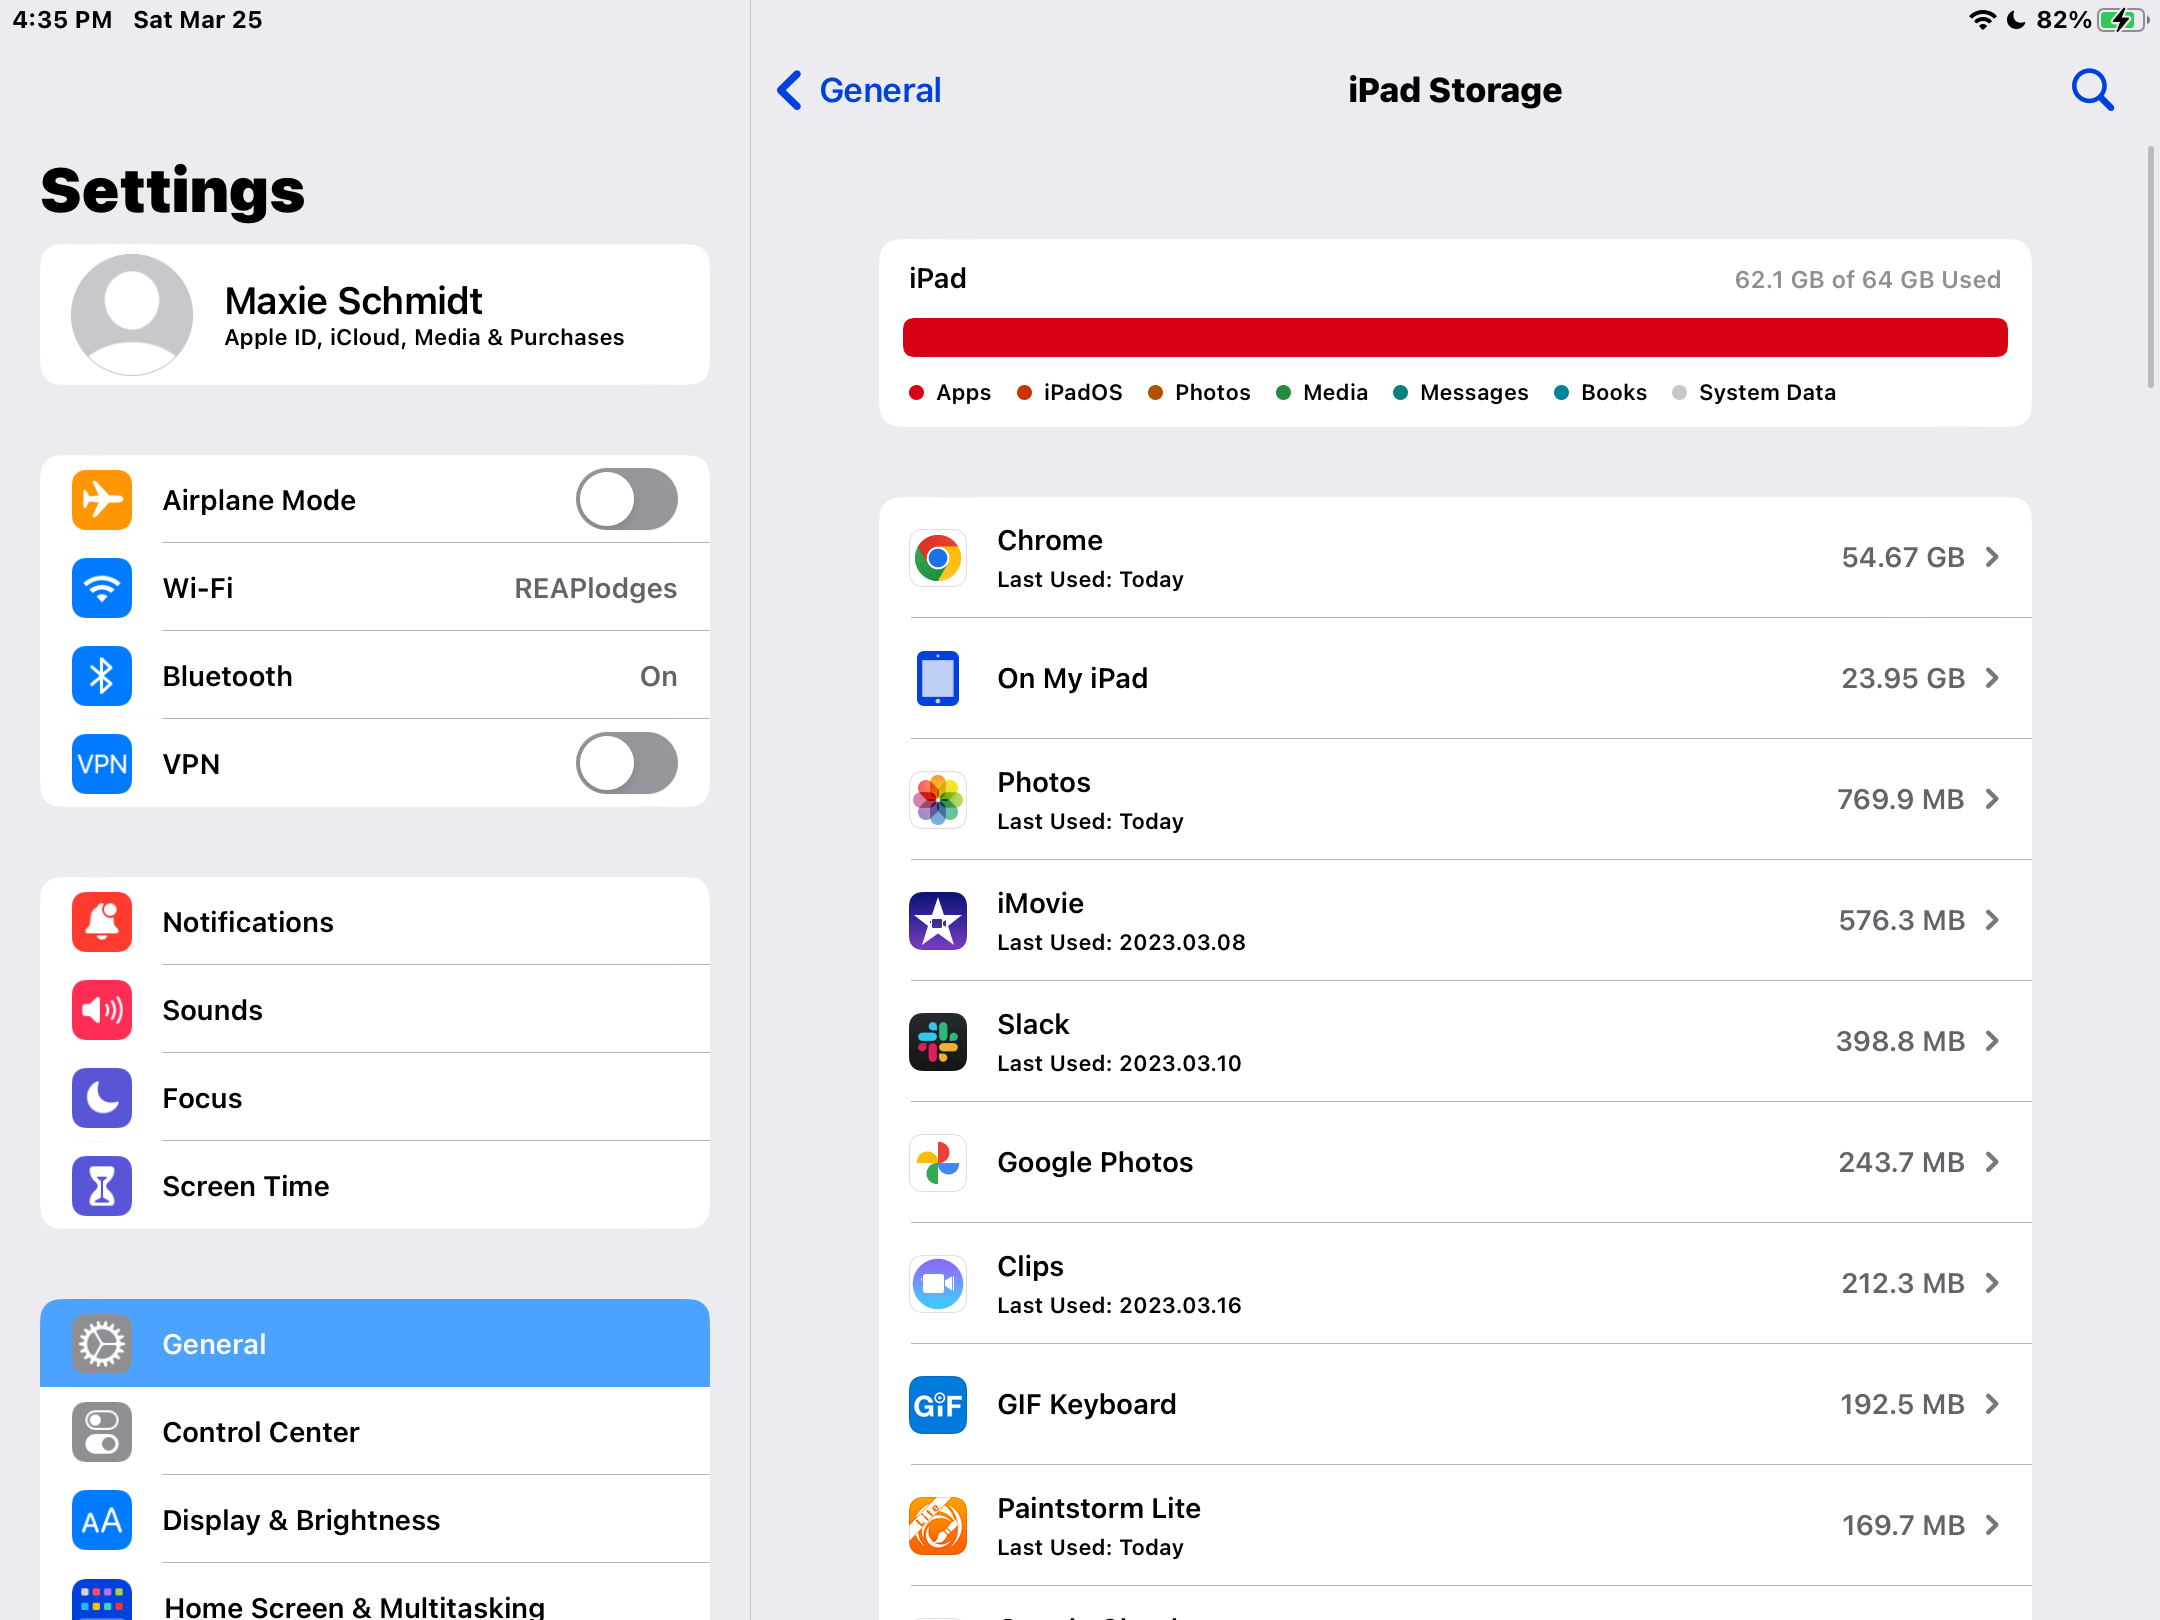 4:35 PM Sat Mar 25
82%
Settings
Maxie Schmidt
Apple ID, iCloud, Media & Purchases
Airplane Mode
Wi-Fi REAPlodges
Bluetooth On
VPN VPN
Notifications
Sounds
Focus
Screen Time
General
Control Center
AA Display & Brightness
Home Screen & Multitasking
General
iPad Storage
iPad 62.1 GB of 64 GB Used
Apps iPadOS Photos Media Messages Books System Data
Chrome
Last Used: Today
54.67 GB
On My iPad 23.95 GB
Photos
Last Used: Today
769.9 MB
iMovie
Last Used: 2023.03.08
576.3 MB
Slack
Last Used: 2023.03.10
398.8 MB
Google Photos 243.7 MB
Clips
Last Used: 2023.03.16
212.3 MB
GIF GIF Keyboard 192.5 MB
Lite
Paintstorm Lite
Last Used: Today
169.7 MB